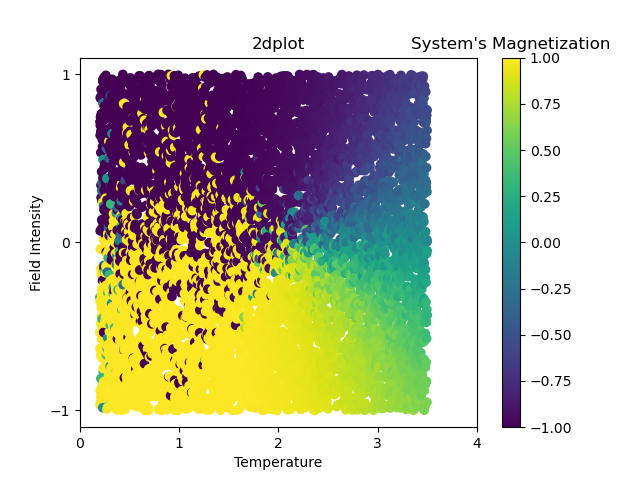 2dplot
System's Magnetization
1
0
−1
Field Intensity
0 1 2 3 4
Temperature
1.00
0.75
0.50
0.25
0.00
−0.25
−0.50
−0.75
−1.00